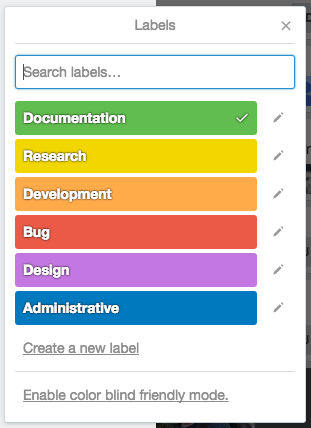 Labels
Search labels…
Documentation
Research
Development
Bug
Design
Administrative
Create a new label
Enable color blind friendly mode.